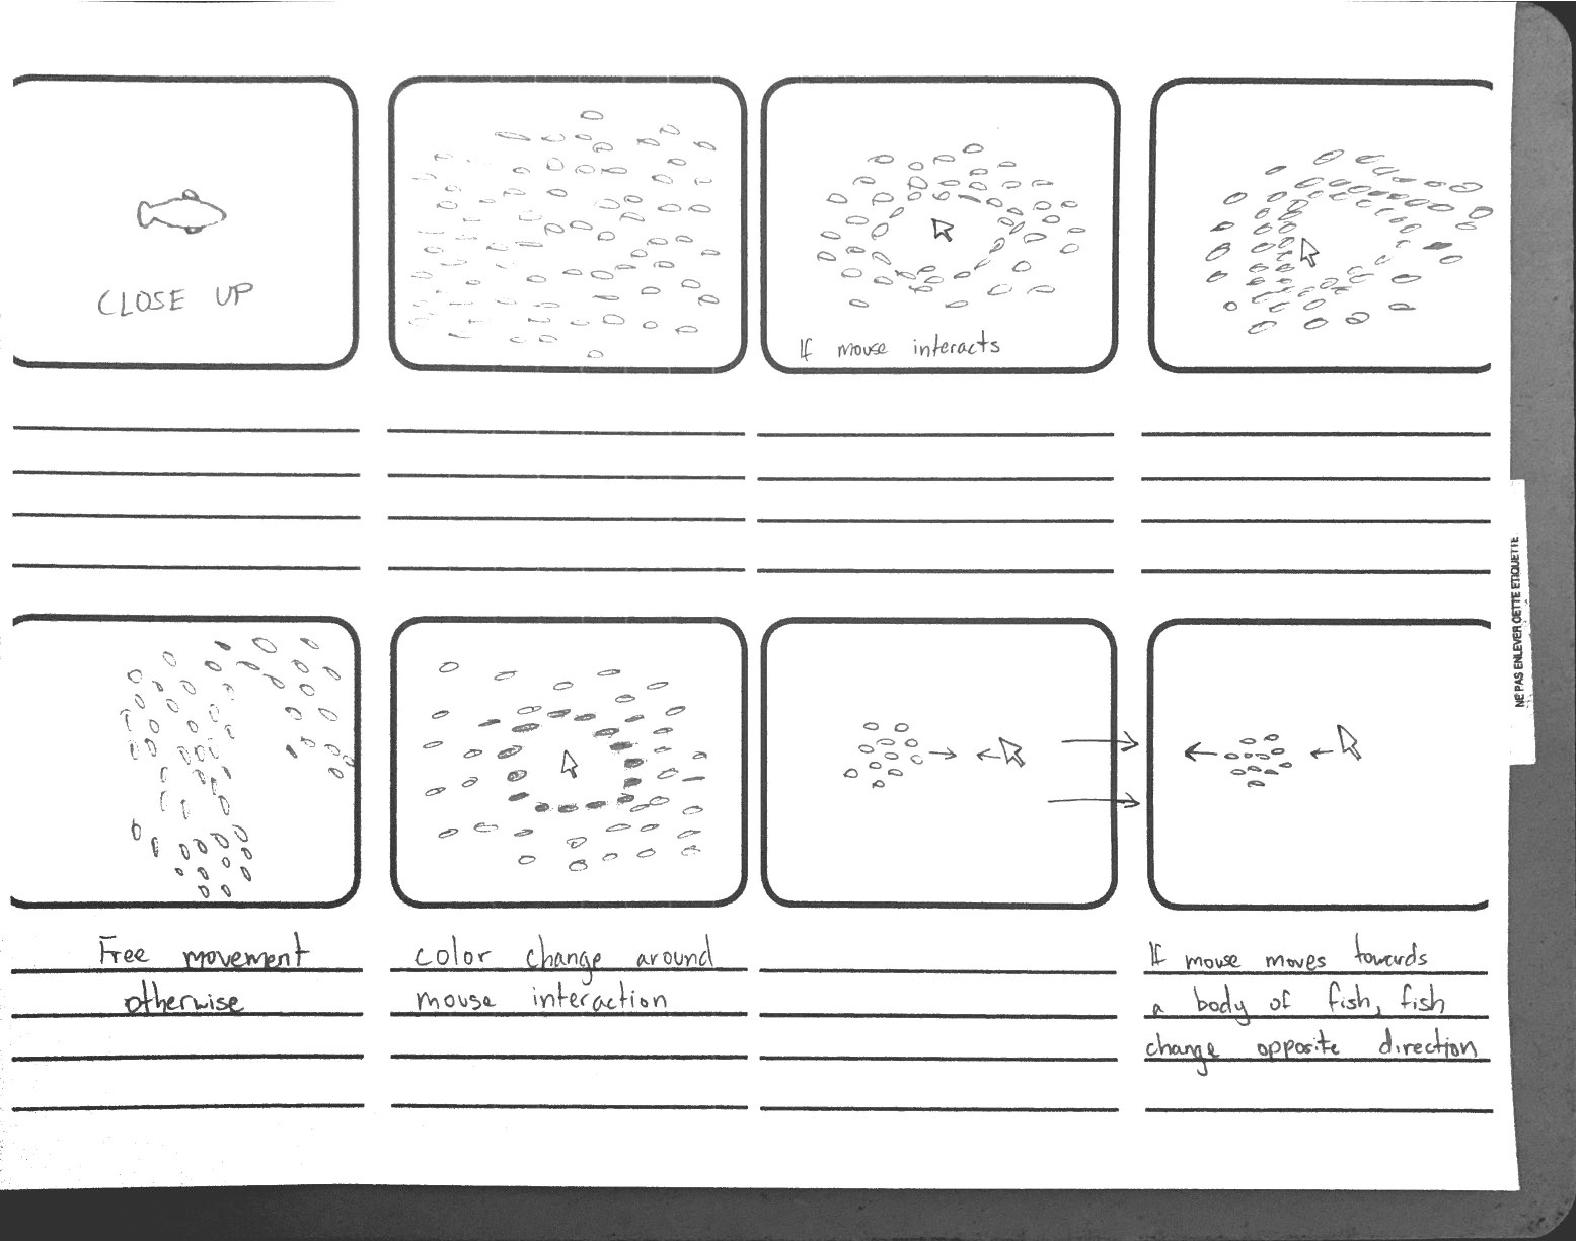 CLOSE UP
If mouse interacts
Free movement
otherwise
color change around
mouse interaction
If mouse moves towards
a body of fish, fish
change opposite direction
NE PAS ENLEVER CETTE ETIQUETTE